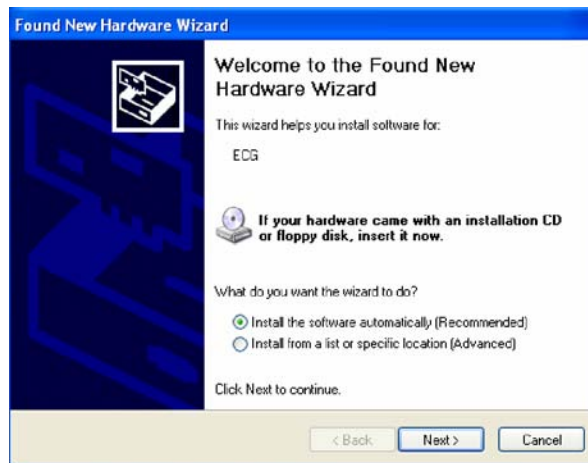 Found New Hardware Wizard
Welcome to the Found New
Hardware Wizard
This wizard helps you install software for:
ECG
If your hardware came with an installation CD
or floppy disk, insert it now.
What do you want the wizard to do?
Install the software automatically (Recommended)
Install from a list or specific location (Advanced)
Click Next to continue.
< Back Next > Cancel